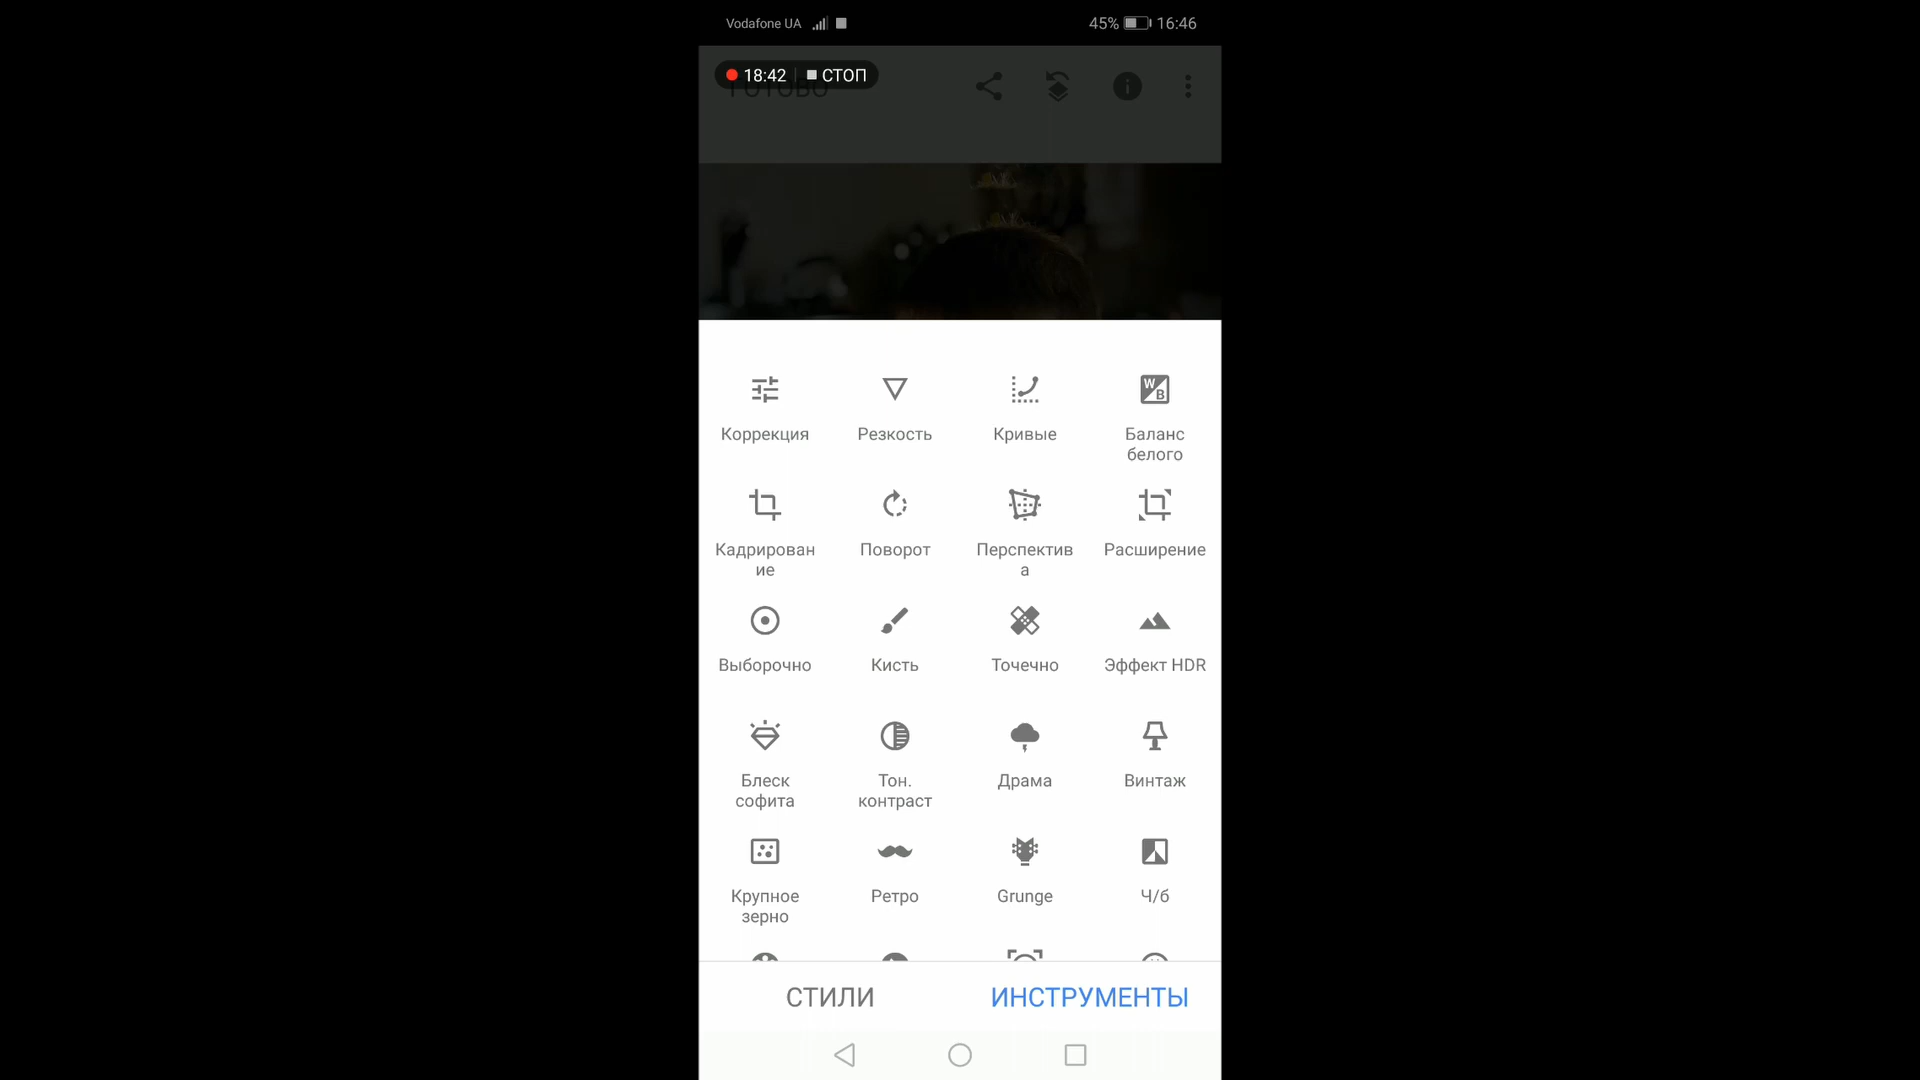 Vodafone UA
45% 16:46
18:42 СТОП
ГОТОВО
Коррекция Резкость Кривые Баланс
белого
Кадрирован Поворот Перспектив Расширение
ие а
Выборочно Кисть Точечно Эффект HDR
Блеск Тон. Драма Винтаж
софита контраст
Крупное Ретро Grunge Ч/б
зерно
СТИЛИ ИНСТРУМЕНТЫ